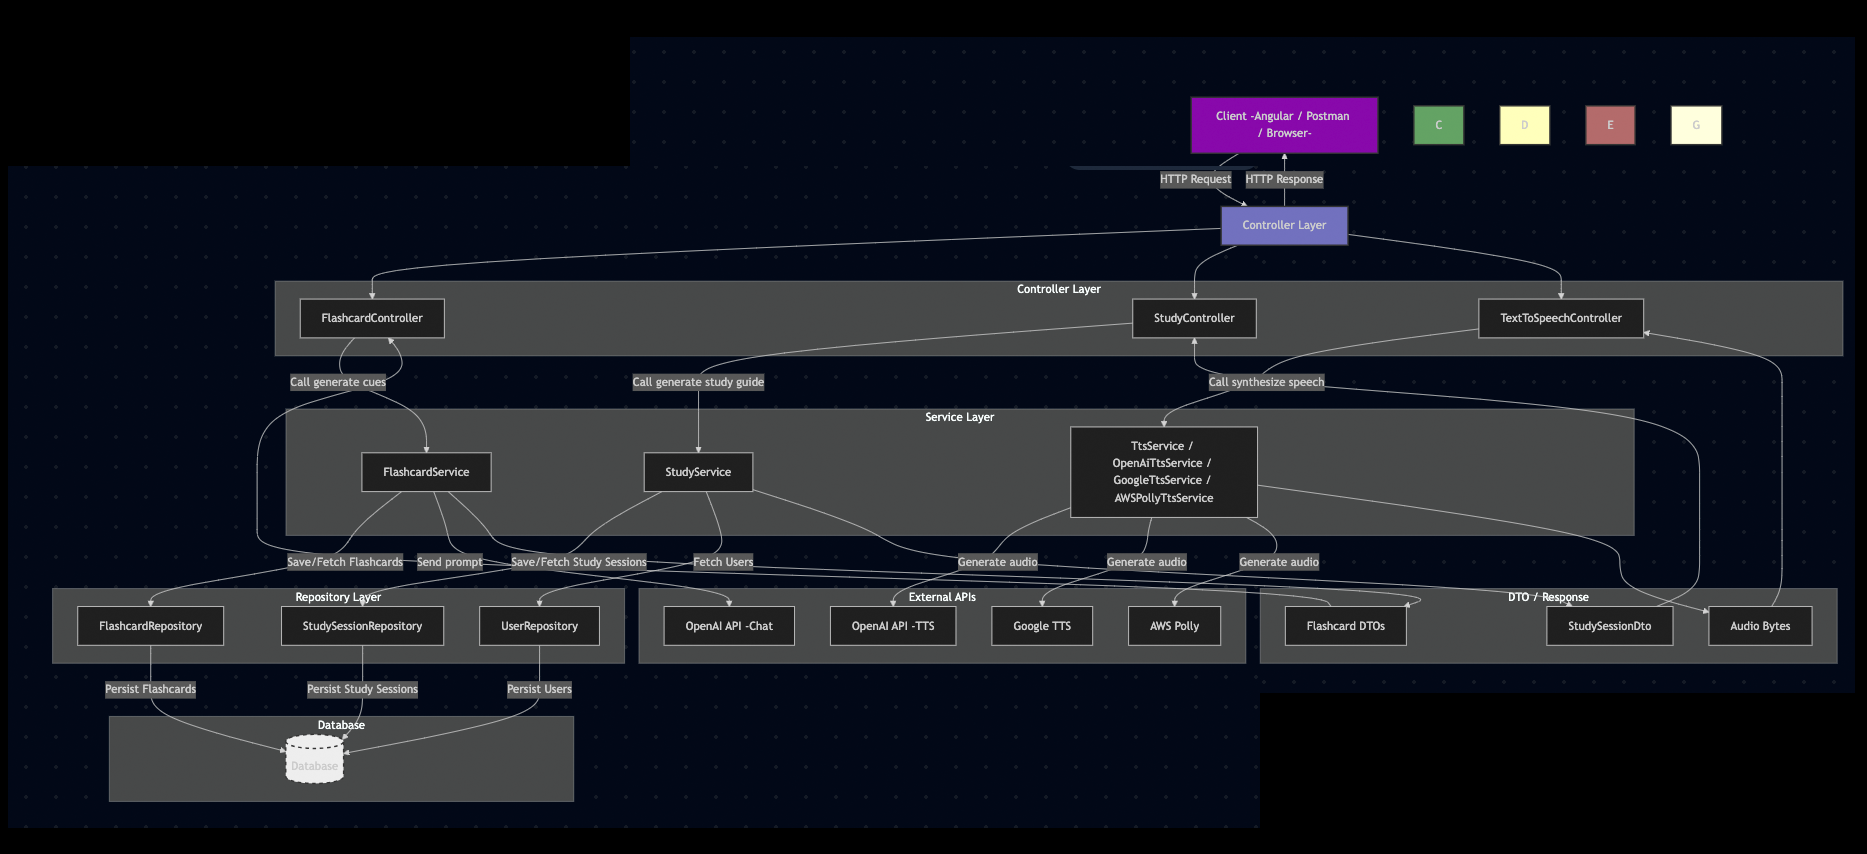 Client -Angular / Postman
/ Browser-
C
D
E
G
HTTP Request
HTTP Response
Controller Layer
Controller Layer
FlashcardController
StudyController
TextToSpeechController
Call generate cues
Call generate study guide
Call synthesize speech
Service Layer
FlashcardService
StudyService
TtsService /
OpenAiTtsService /
GoogleTtsService /
AWSPollyTtsService
Save/Fetch Flashcards
Send prompt
Save/Fetch Study Sessions
Fetch Users
Generate audio
Generate audio
Generate audio
Repository Layer
External APIs
DTO / Response
FlashcardRepository
StudySessionRepository
UserRepository
OpenAI API -Chat
OpenAI API -TTS
Google TTS
AWS Polly
Flashcard DTOs
StudySessionDto
Audio Bytes
Persist Flashcards
Persist Study Sessions
Persist Users
Database
Database